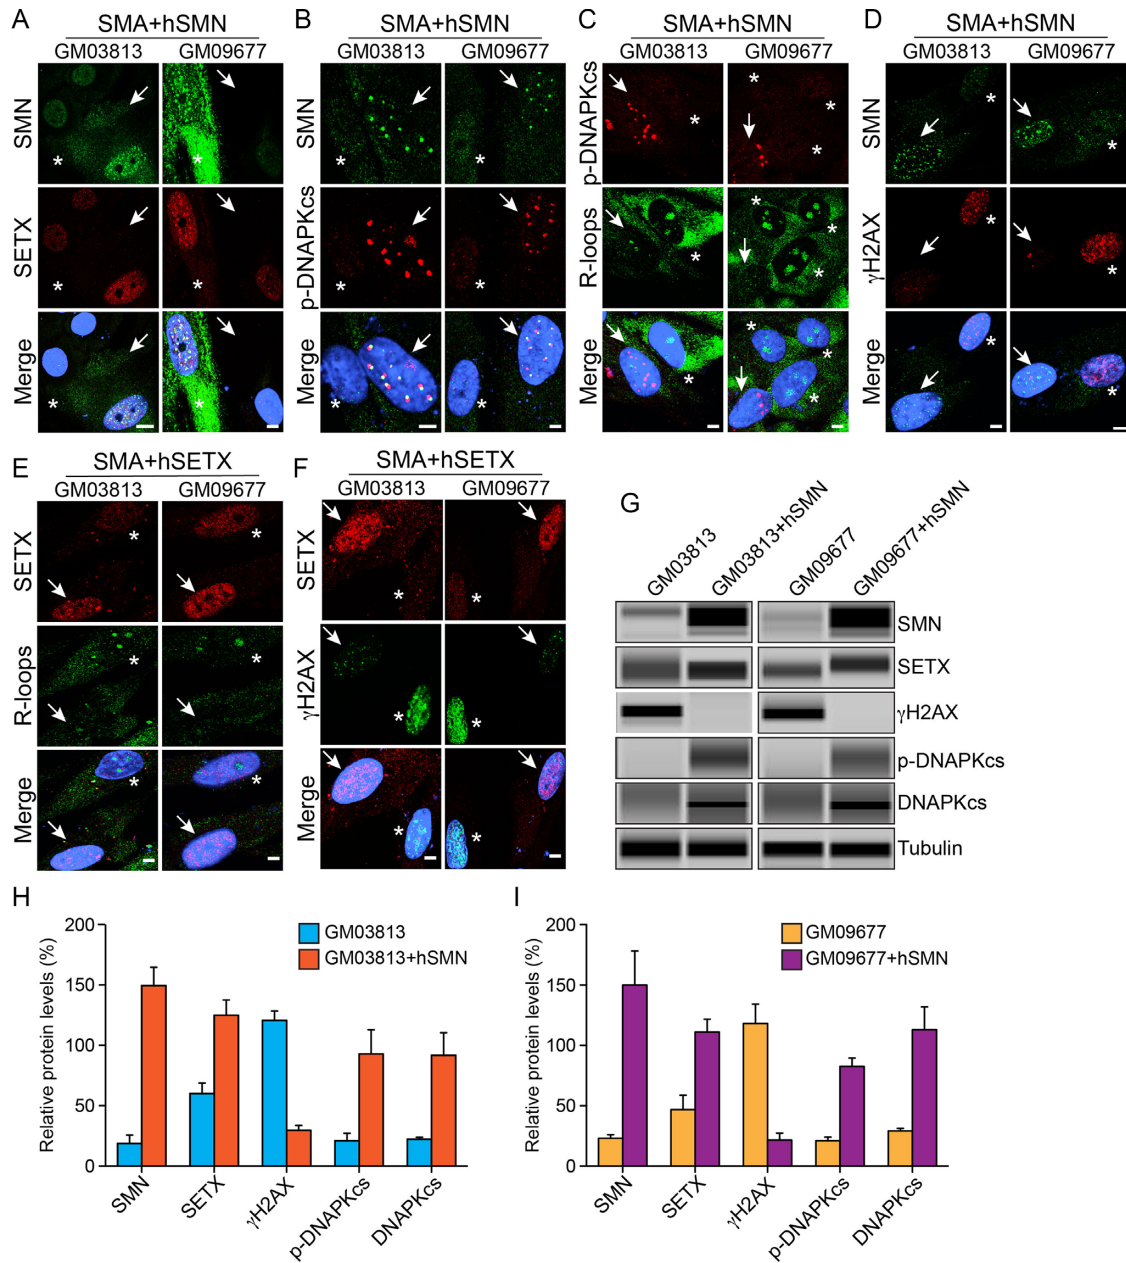 A
SMA+hSMN
GM03813 GM09677
SMN
SETX
Merge
B
SMA+hSMN
GM03813 GM09677
SMN
p-DNAPKcs
Merge
C
SMA+hSMN
GM03813 GM09677
p-DNAPKcs
R-loops
Merge
D
SMA+hSMN
GM03813 GM09677
SMN
γH2AX
Merge
E
SMA+hSETX
GM03813 GM09677
SETX
R-loops
Merge
F
SMA+hSETX
GM03813 GM09677
SETX
γH2AX
Merge
G
GM03813
GM03813+hSMN
GM09677
GM09677+hSMN
SMN
SETX
γH2AX
p-DNAPKcs
DNAPKcs
Tubulin
H
Relative protein levels (%)
200
150
100
50
0
GM03813
GM03813+hSMN
SMN
SETX
γH2AX
p-DNAPKcs
DNAPKcs
I
Relative protein levels (%)
200
150
100
50
0
GM09677
GM09677+hSMN
SMN
SETX
γH2AX
p-DNAPKcs
DNAPKcs